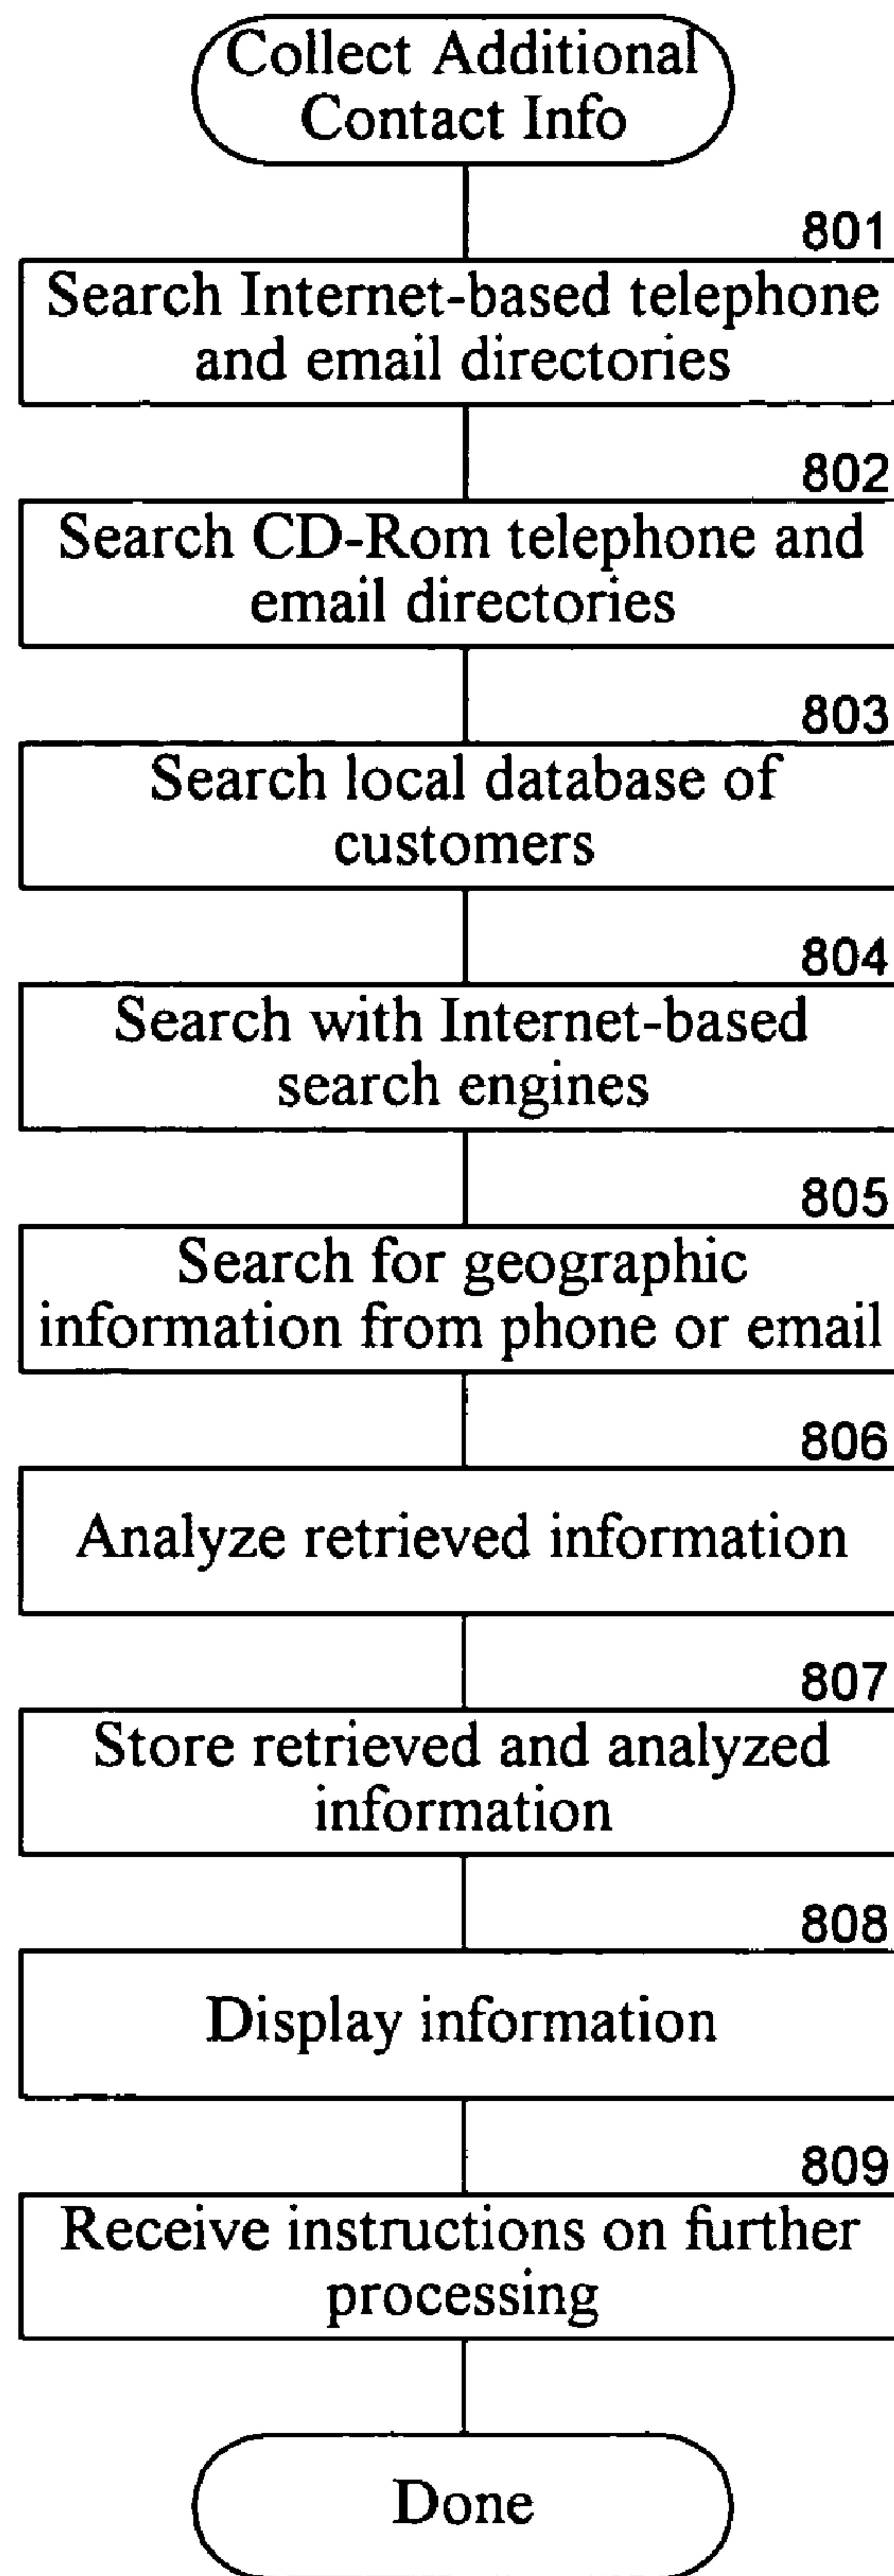 Collect Additional
Contact Info
801
Search Internet-based telephone
and email directories
802
Search CD-Rom telephone and
email directories
803
Search local database of
customers
804
Search with Internet-based
search engines
805
Search for geographic
information from phone or email
806
Analyze retrieved information
807
Store retrieved and analyzed
information
808
Display information
809
Receive instructions on further
processing
Done